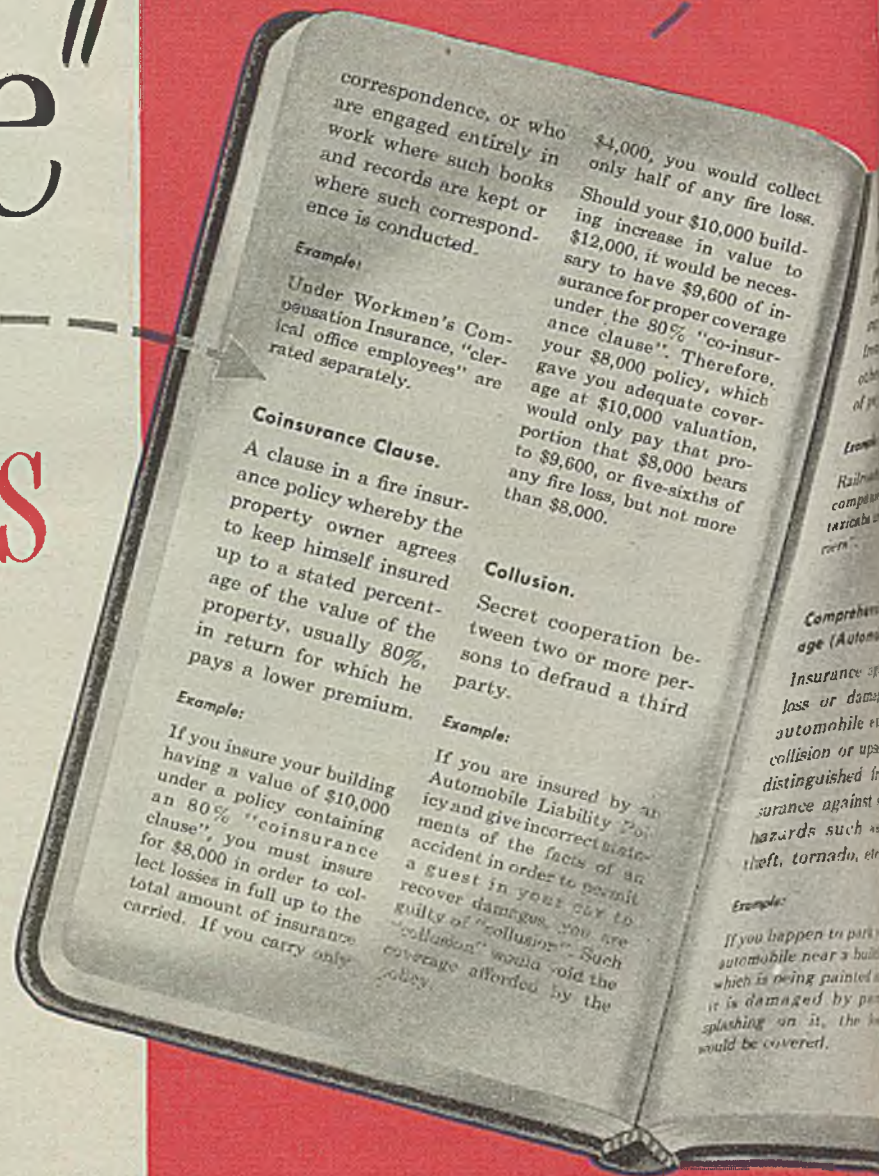 e"
s
correspondence, or who
are engaged entirely in
work where such books
and records are kept or
where such correspond-
ence is conducted.
Example:
Under Workmen's Com-
pensation Insurance, "cler-
ical office employees" are
rated separately.
Coinsurance Clause.
A clause in a fire insur-
ance policy whereby the
property owner agrees
to keep himself insured
up to a stated percent-
age of the value of the
property, usually 80%,
in return for which he
pays a lower premium.
Example:
If you insure your building
having a value of $10,000
under a policy containing
an 80% "coinsurance
clause", you must insure
for $8,000 in order to col-
lect losses in full up to the
total amount of insurance
carried. If you carry only
$4,000, you would collect
only half of any fire loss.
Should your $10,000 build-
ing increase in value to
$12,000, it would be neces-
sary to have $9,600 of in-
surance for proper coverage
under the 80% "co-insur-
ance clause". Therefore,
your $8,000 policy, which
gave you adequate cover-
age at $10,000 valuation,
would only pay that pro-
portion that $8,000 bears
to $9,600, or five-sixths of
any fire loss, but not more
than $8,000.
Collusion.
Secret cooperation be-
tween two or more per-
sons to defraud a third
party.
Example:
If you are insured by an
Automobile Liability Pol-
icy and give incorrect state-
ments of the facts of an
accident in order to permit
a guest in your car to
recover damages, you are
guilty of "collusion". Such
"collusion" would void the
coverage afforded by the
policy.
other
of
Railroad
taxicabs
age
Insurance
loss or
automobile
collision or
distinguished
surance against
hazards such
theft, tornado,
Example:
If you happen to park
automobile near a
which is being painted
it is damaged by
splashing on it, the
would be covered.